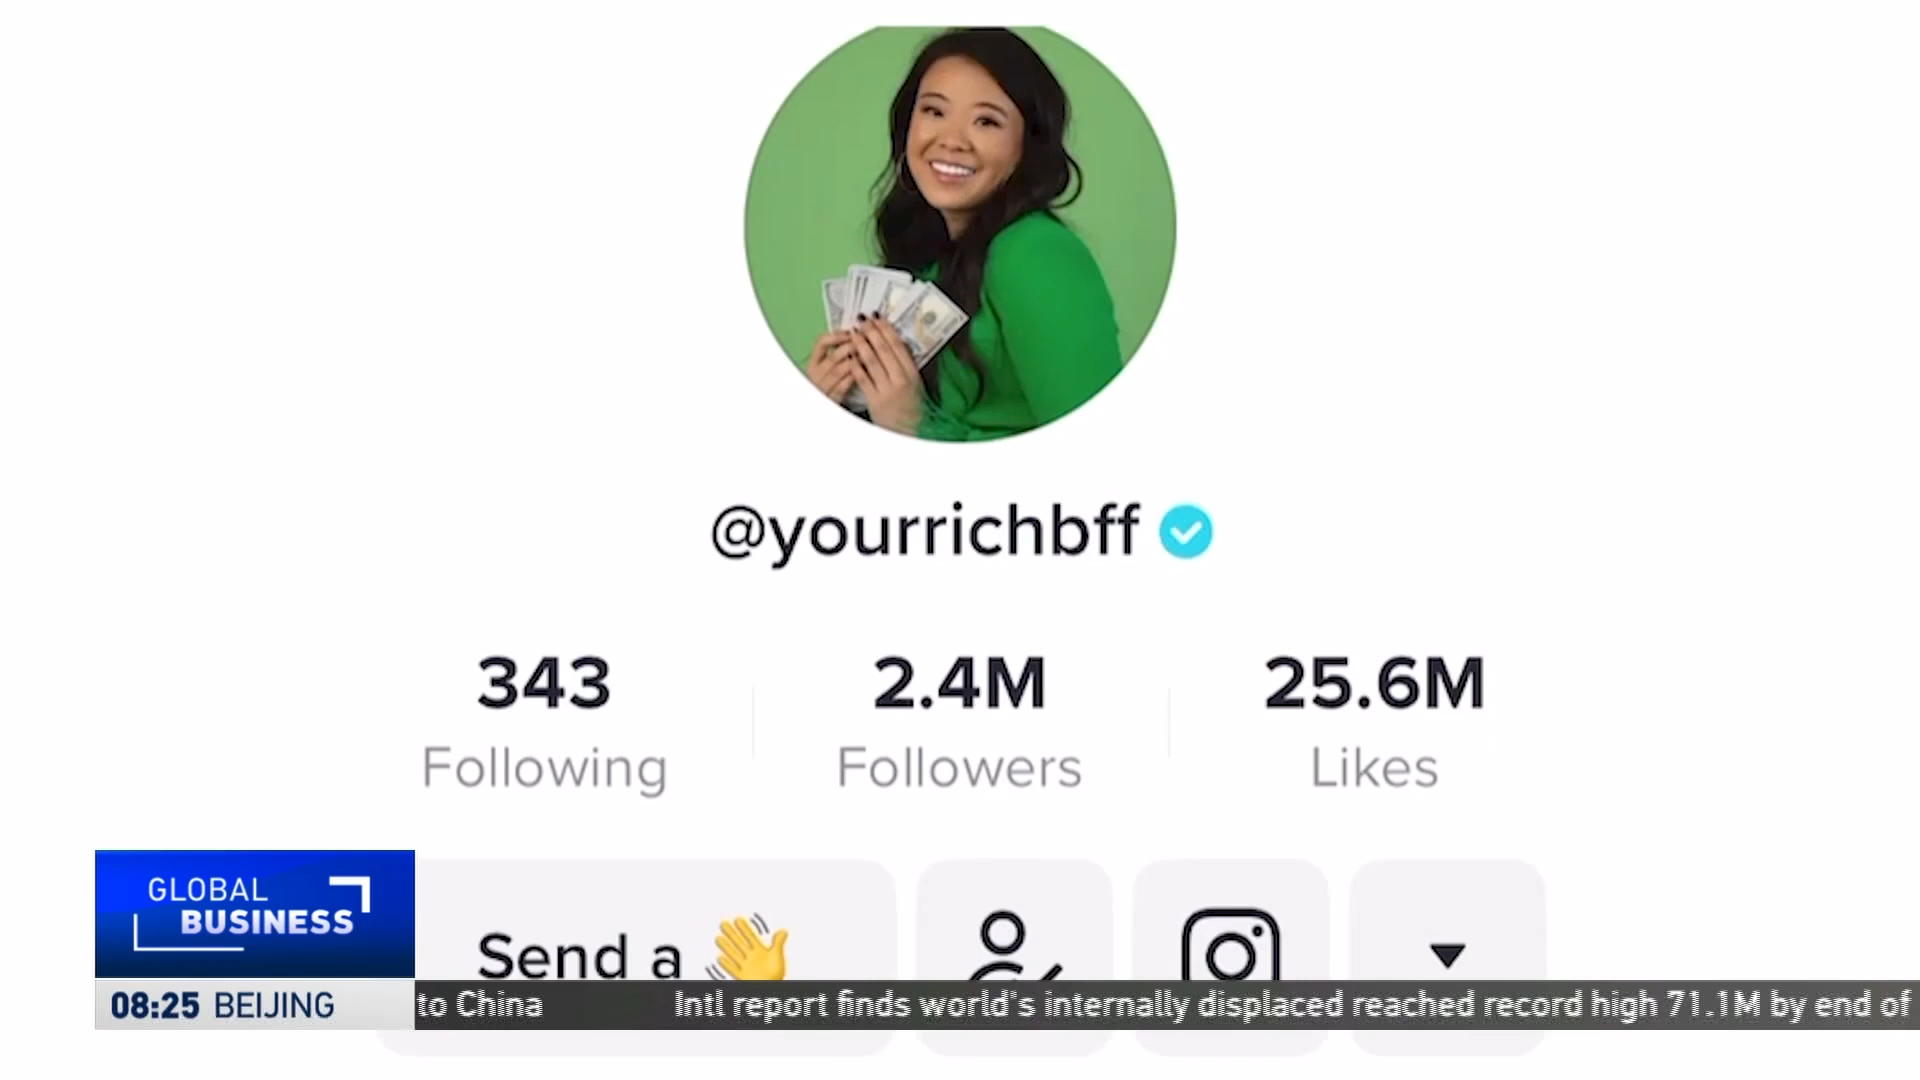 @yourrichbff
343
Following
2.4M
Followers
25.6M
Likes
Send a
GLOBAL
BUSINESS
08:25 BEIJING
to China Intl report finds world's internally displaced reached record high 71.1M by end of